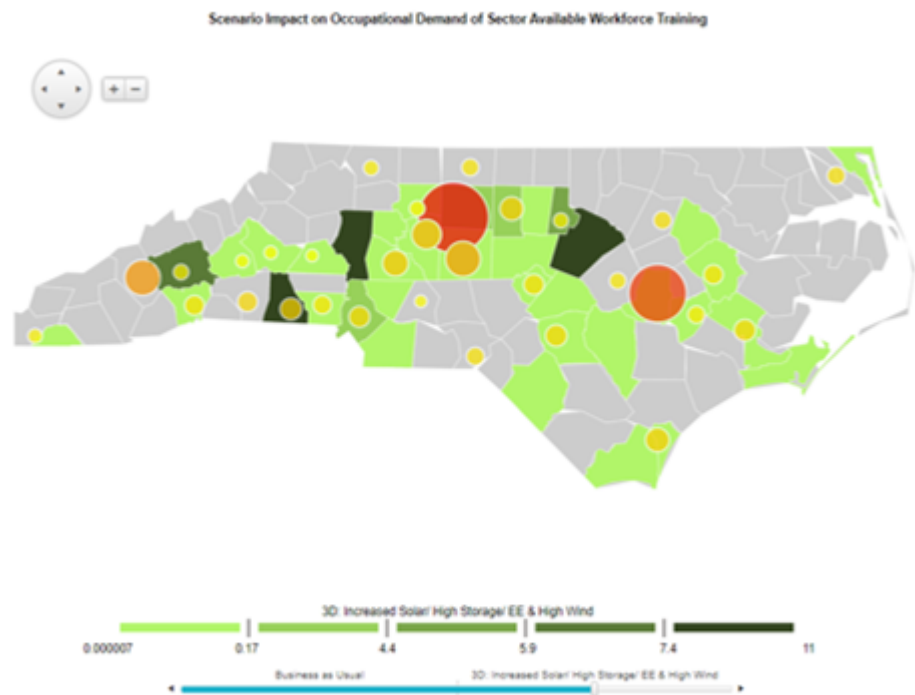 Scenario Impact on Occupational Demand of Sector Available Workforce Training
+ −
3D: Increased Solar/ High Storage/ EE & High Wind
0.000007 0.17 4.4 5.9 7.4 11
Business as Usual 3D: Increased Solar/ High Storage/ EE & High Wind